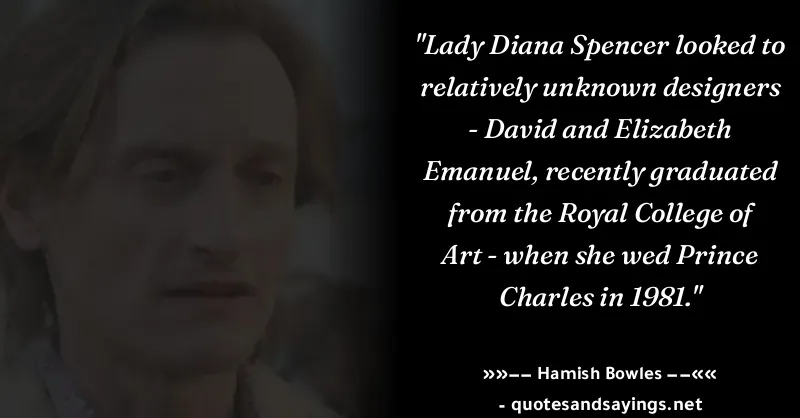 "Lady Diana Spencer looked to
relatively unknown designers
- David and Elizabeth
Emanuel, recently graduated
from the Royal College of
Art - when she wed Prince
Charles in 1981."
»»–– Hamish Bowles ––««
- quotesandsayings.net